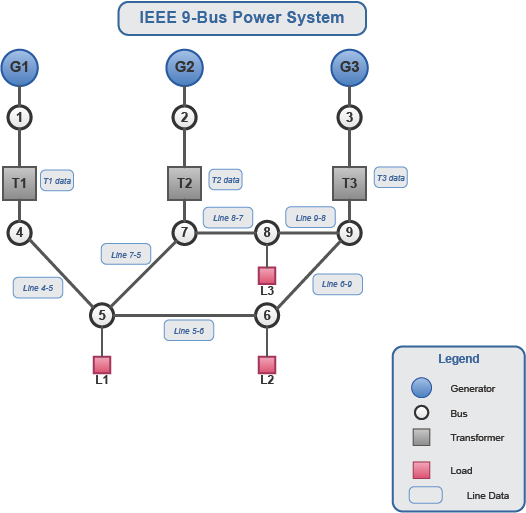 IEEE 9-Bus Power System
G1
G2
G3
1
2
3
T1
T1 data
T2
T2 data
T3
T3 data
4
7
Line 8-7
8
Line 9-8
9
Line 7-5
L3
Line 4-5
Line 6-9
5
Line 5-6
6
L1
L2
Legend
Generator
Bus
Transformer
Load
Line Data